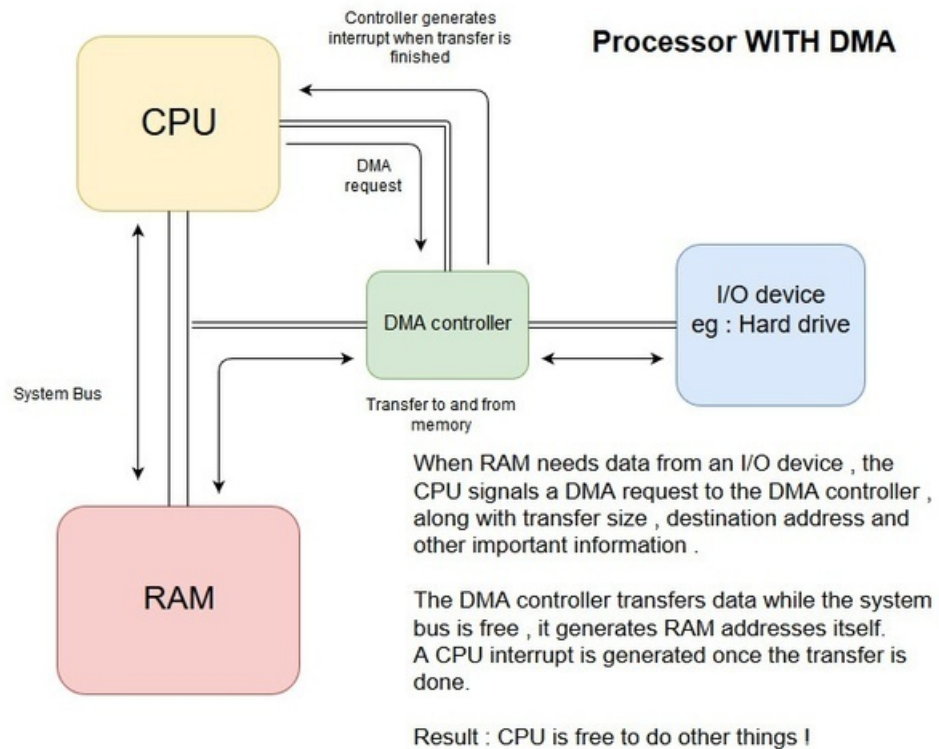 Controller generates
interrupt when transfer is
finished
Processor WITH DMA
CPU
DMA
request
I/O device
eg : Hard drive
DMA controller
System Bus
Transfer to and from
memory
When RAM needs data from an I/O device , the
CPU signals a DMA request to the DMA controller ,
along with transfer size , destination address and
other important information .
RAM
The DMA controller transfers data while the system
bus is free , it generates RAM addresses itself.
A CPU interrupt is generated once the transfer is
done.
Result : CPU is free to do other things !